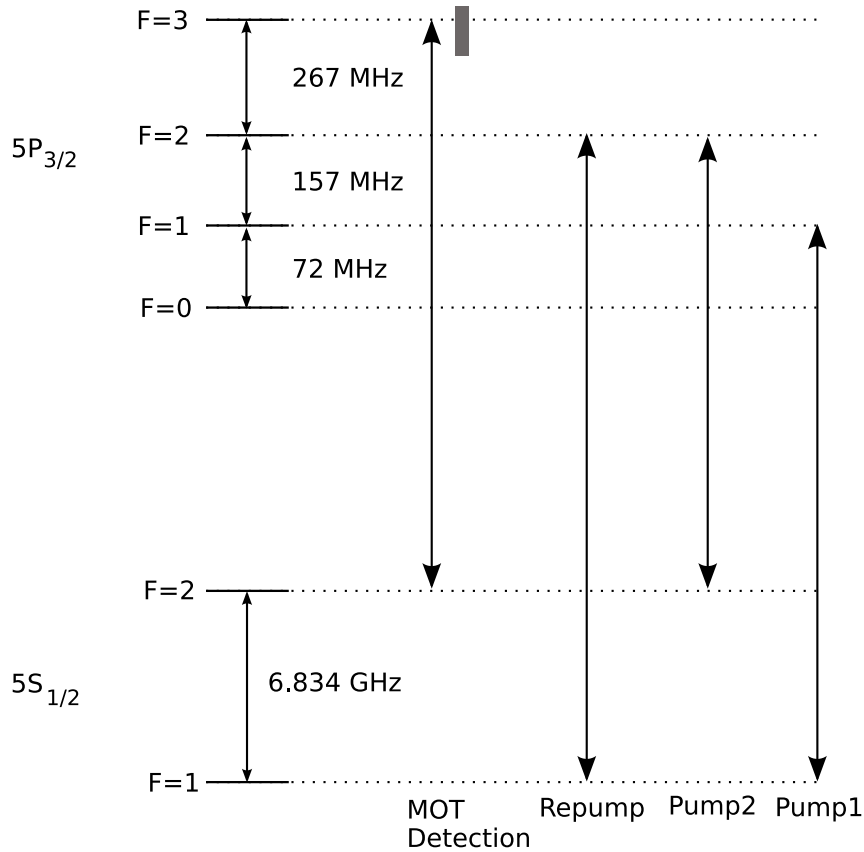 F=3
267 MHz
5P3/2
F=2
157 MHz
F=1
72 MHz
F=0
F=2
6.834 GHz
5S1/2
F=1
MOT
Detection
Repump
Pump2
Pump1